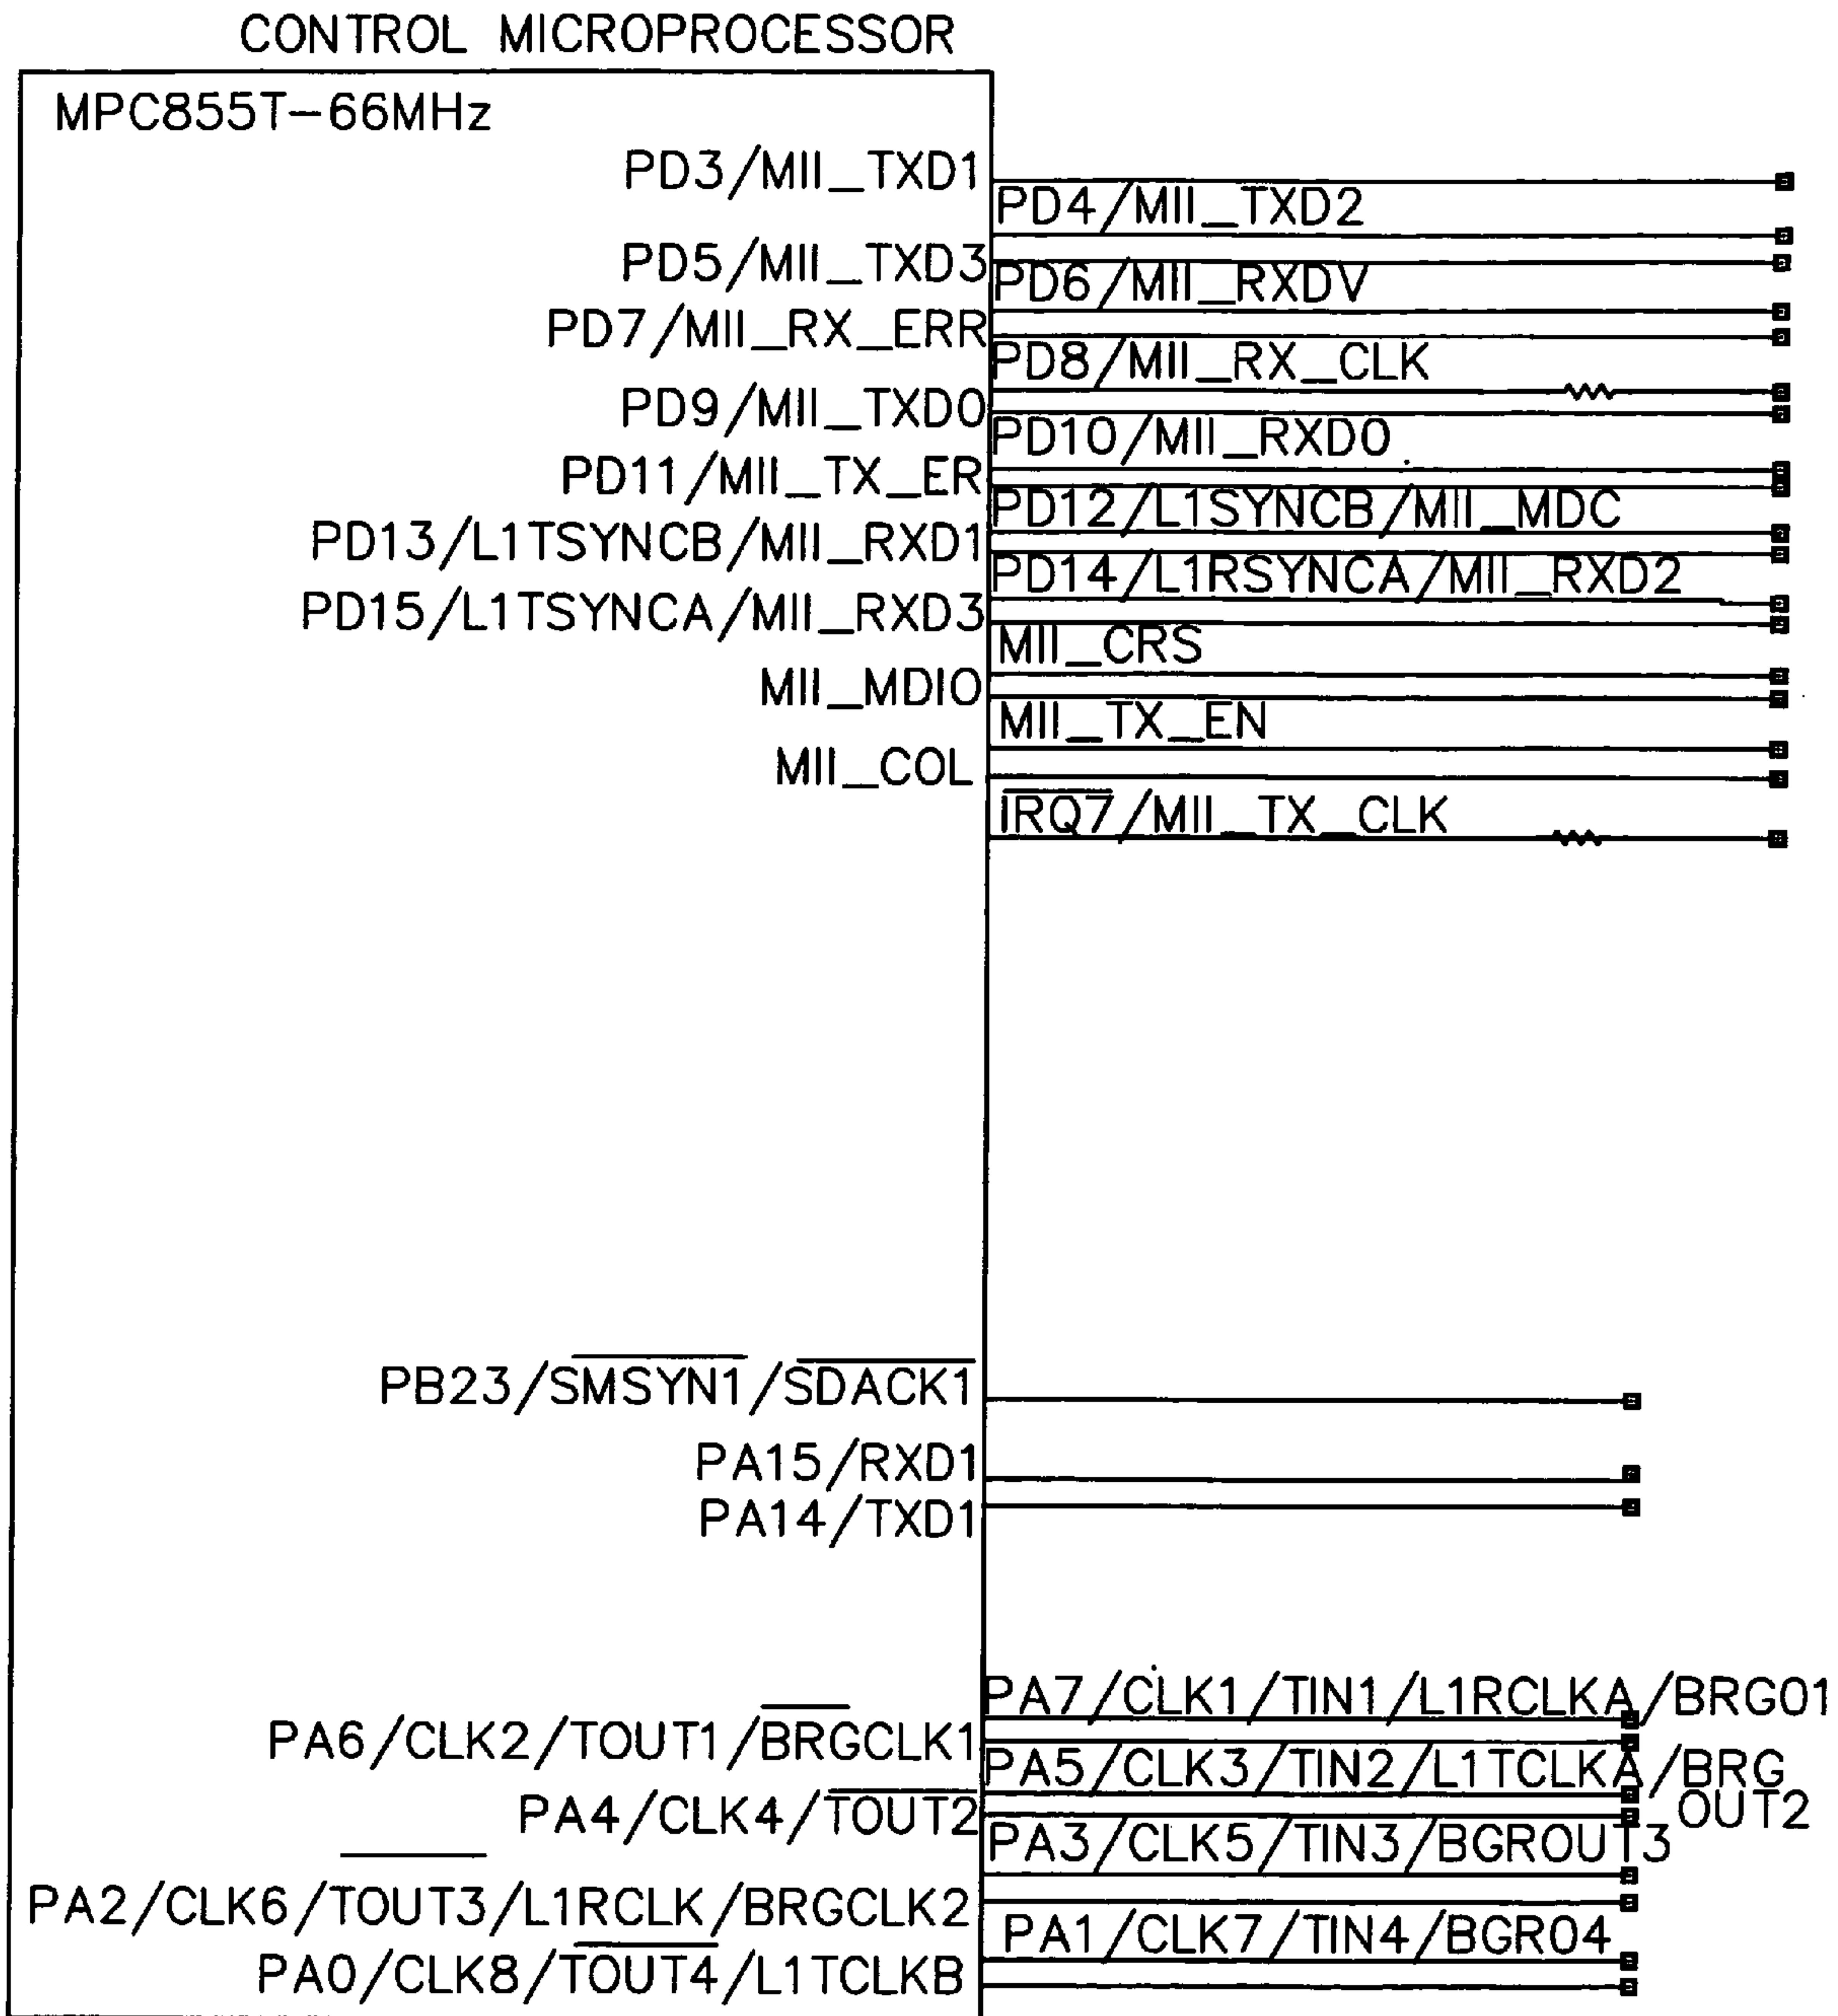 CONTROL MICROPROCESSOR
MPC855T-66MHz
PD3/MII_TXD1
PD4/MII_TXD2
PD5/MII_TXD3
PD6/MII_RXDV
PD7/MII_RX_ERR
PD8/MII_RX_CLK
PD9/MII_TXD0
PD10/MII_RXD0
PD11/MII_TX_ER
PD12/L1SYNCB/MII_MDC
PD13/L1TSYNCB/MII_RXD1
PD14/L1RSYNCA/MII_RXD2
PD15/L1TSYNCA/MII_RXD3
MII_CRS
MII_MDIO
MII_TX_EN
MII_COL
IRQ7/MII_TX_CLK
PB23/SMSYN1/SDACK1
PA15/RXD1
PA14/TXD1
PA7/CLK1/TIN1/L1RCLKA/BRG01
PA6/CLK2/TOUT1/BRGCLK1
PA5/CLK3/TIN2/L1TCLKA/BRG
OUT2
PA4/CLK4/TOUT2
PA3/CLK5/TIN3/BGROUT3
PA2/CLK6/TOUT3/L1RCLK/BRGCLK2
PA1/CLK7/TIN4/BGR04
PA0/CLK8/TOUT4/L1TCLKB